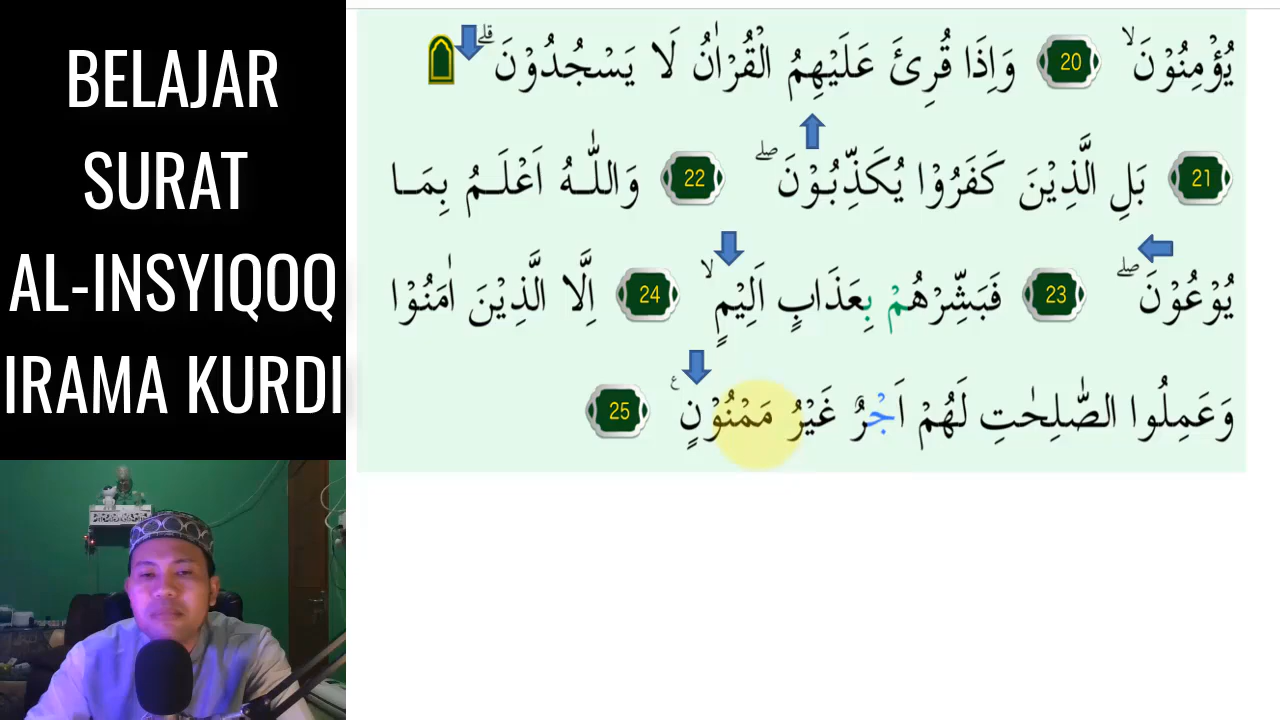 BELAJAR
SURAT
AL-INSYIQOQ
IRAMA KURDI
يُؤْمِنُوْنَ ۙ 20 وَاِذَا قُرِئَ عَلَيْهِمُ الْقُرْاٰنُ لَا يَسْجُدُوْنَ ۗ
21 بَلِ الَّذِيْنَ كَفَرُوْا يُكَذِّبُوْنَ ۖ 22 وَاللّٰهُ اَعْلَمُ بِمَا
يُوْعُوْنَ ۖ 23 فَبَشِّرْهُمْ بِعَذَابٍ اَلِيْمٍ ۙ 24 اِلَّا الَّذِيْنَ اٰمَنُوْا
وَعَمِلُوا الصّٰلِحٰتِ لَهُمْ اَجْرٌ غَيْرُ مَمْنُوْنٍ ࣖ 25